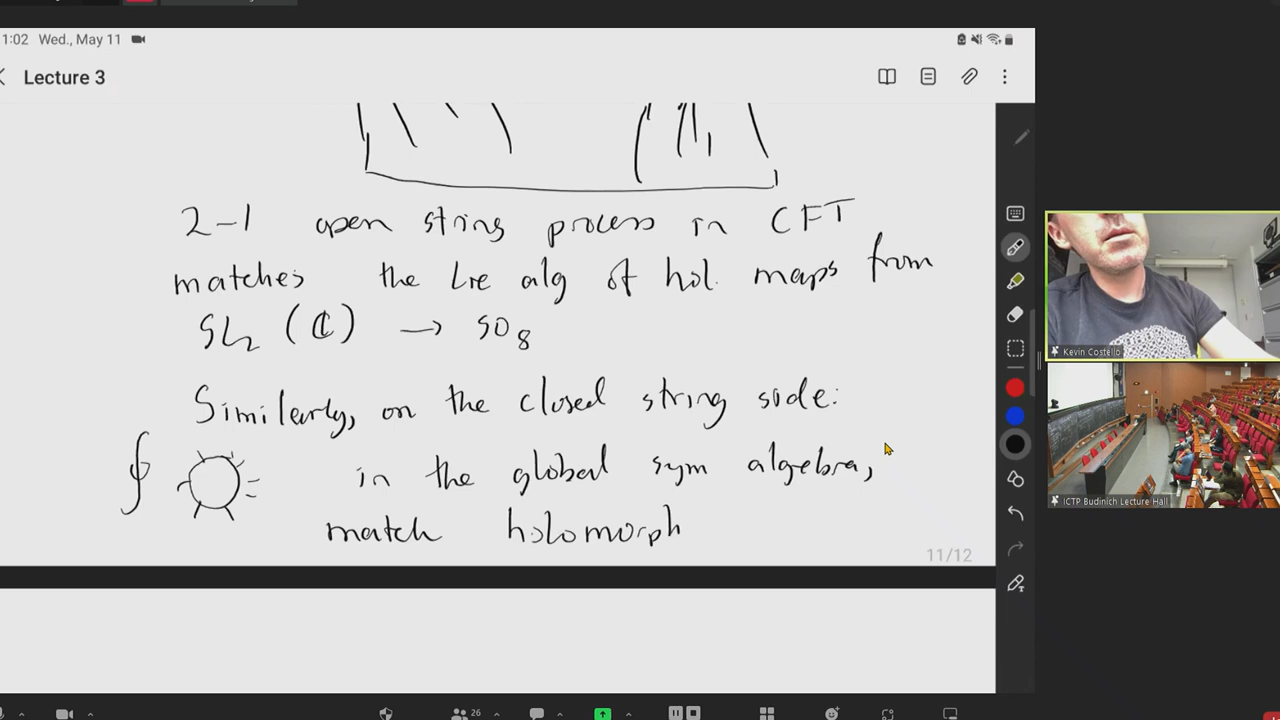 1:02 Wed., May 11
Lecture 3
2-1 open string process in CFT
matches the Lie alg of hol. maps from
SL₂ (ℂ) → so₈
Similarly, on the closed string side:
∮ in the global sym algebra,
match holomorph
11/12
Kevin Costello
ICTP Budinich Lecture Hall
26